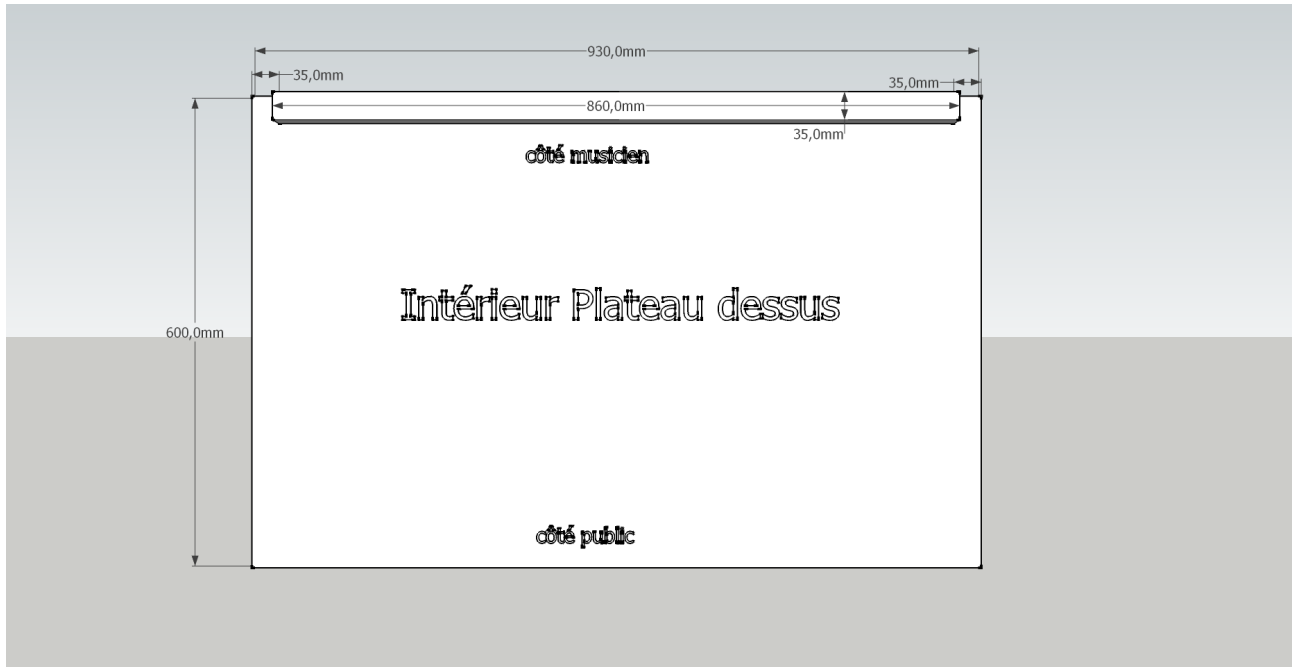 930,0mm
35,0mm
35,0mm
860,0mm
35,0mm
côté musicien
Intérieur Plateau dessus
600,0mm
côté public